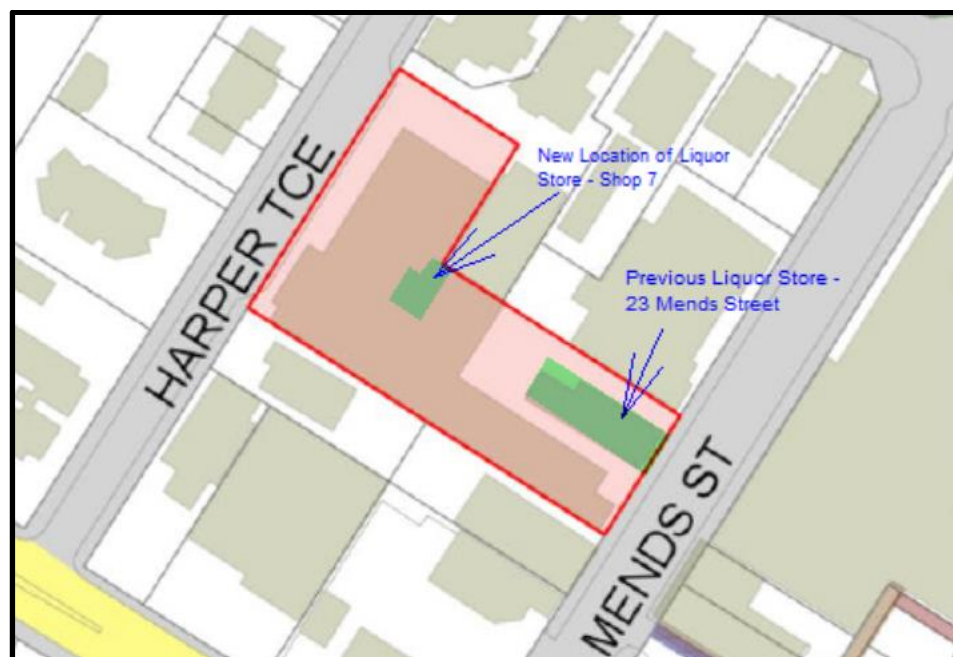 New Location of Liquor
Store - Shop 7
HARPER TCE
Previous Liquor Store -
23 Mends Street
MENDS ST